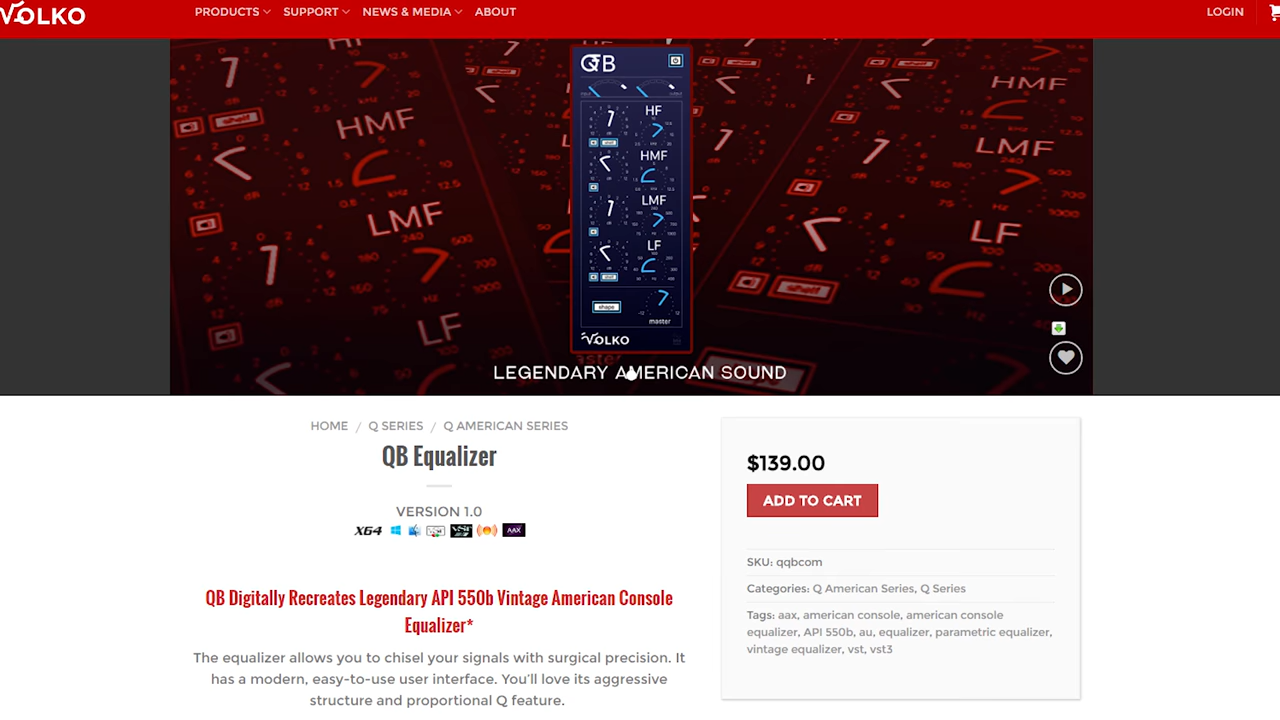 VOLKO
PRODUCTS SUPPORT NEWS & MEDIA ABOUT LOGIN
QB
HF
HMF
LMF
LF
shape
master
VOLKO
HMF
LMF
LF
HMF
LMF
LF
shelf
LEGENDARY AMERICAN SOUND
HOME / Q SERIES / Q AMERICAN SERIES
QB Equalizer
VERSION 1.0
X64
AAX
QB Digitally Recreates Legendary API 550b Vintage American Console
Equalizer*
The equalizer allows you to chisel your signals with surgical precision. It
has a modern, easy-to-use user interface. You'll love its aggressive
structure and proportional Q feature.
$139.00
ADD TO CART
SKU: qqbcom
Categories: Q American Series, Q Series
Tags: aax, american console, american console
equalizer, API 550b, au, equalizer, parametric equalizer,
vintage equalizer, vst, vst3